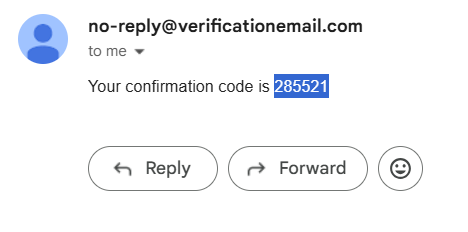 no-reply@verificationemail.com
to me
Your confirmation code is 285521
Reply Forward